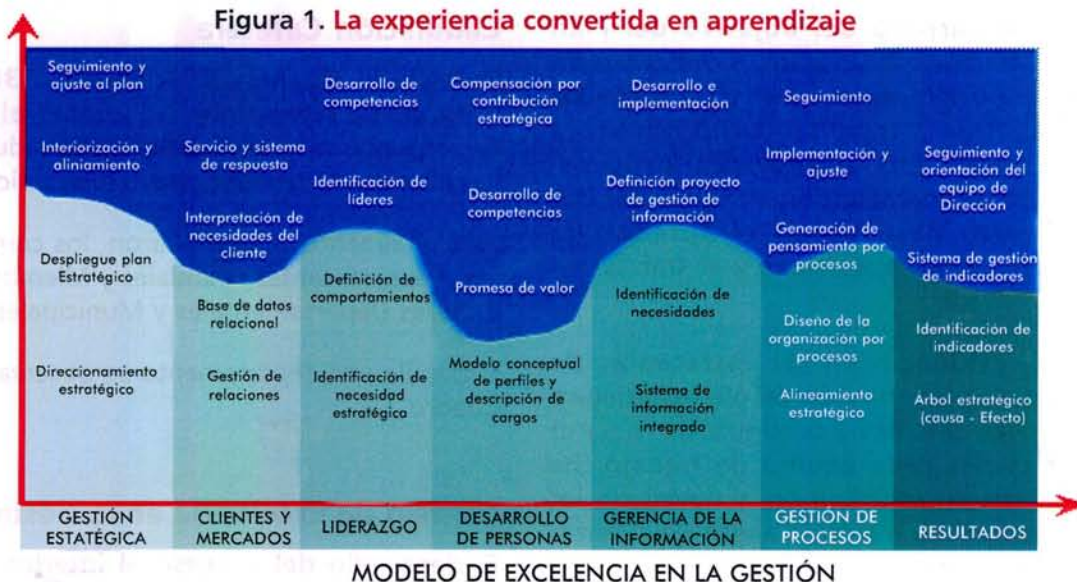 Figura 1. La experiencia convertida en aprendizaje
Seguimiento y
ajuste al plan
Interiorización y
aliniamiento
Despliegue plan
Estratégico
Direccionamiento
estratégico
GESTIÓN
ESTATÉGICA
Servicio y sistema
de respuesta
Interpretación de
necesidades del
cliente
Base de datos
relacional
Gestión de
relaciones
CLIENTES Y
MERCADOS
Desarrollo de
competencias
Identificación de
líderes
Definición de
comportamientos
Identificación de
necesidad
estratégica
LIDERAZGO
Compensación por
contribución
estratégica
Desarrollo de
competencias
Promesa de valor
Modelo conceptual
de perfiles y
descripción de
cargos
DESARROLLO
DE PERSONAS
Desarrollo e
implementación
Definición proyecto
de gestión de
información
Identificación de
necesidades
Sistema de
información
integrado
GERENCIA DE LA
INFORMACIÓN
Seguimiento
Implementación y
ajuste
Generación de
pensamiento por
procesos
Diseño de la
organización por
procesos
Alineamiento
estratégico
GESTIÓN DE
PROCESOS
Seguimiento y
orientación del
equipo de
Dirección
Sistema de gestión
de indicadores
Identificación de
indicadores
Árbol estratégico
(causa - Efecto)
RESULTADOS
MODELO DE EXCELENCIA EN LA GESTIÓN